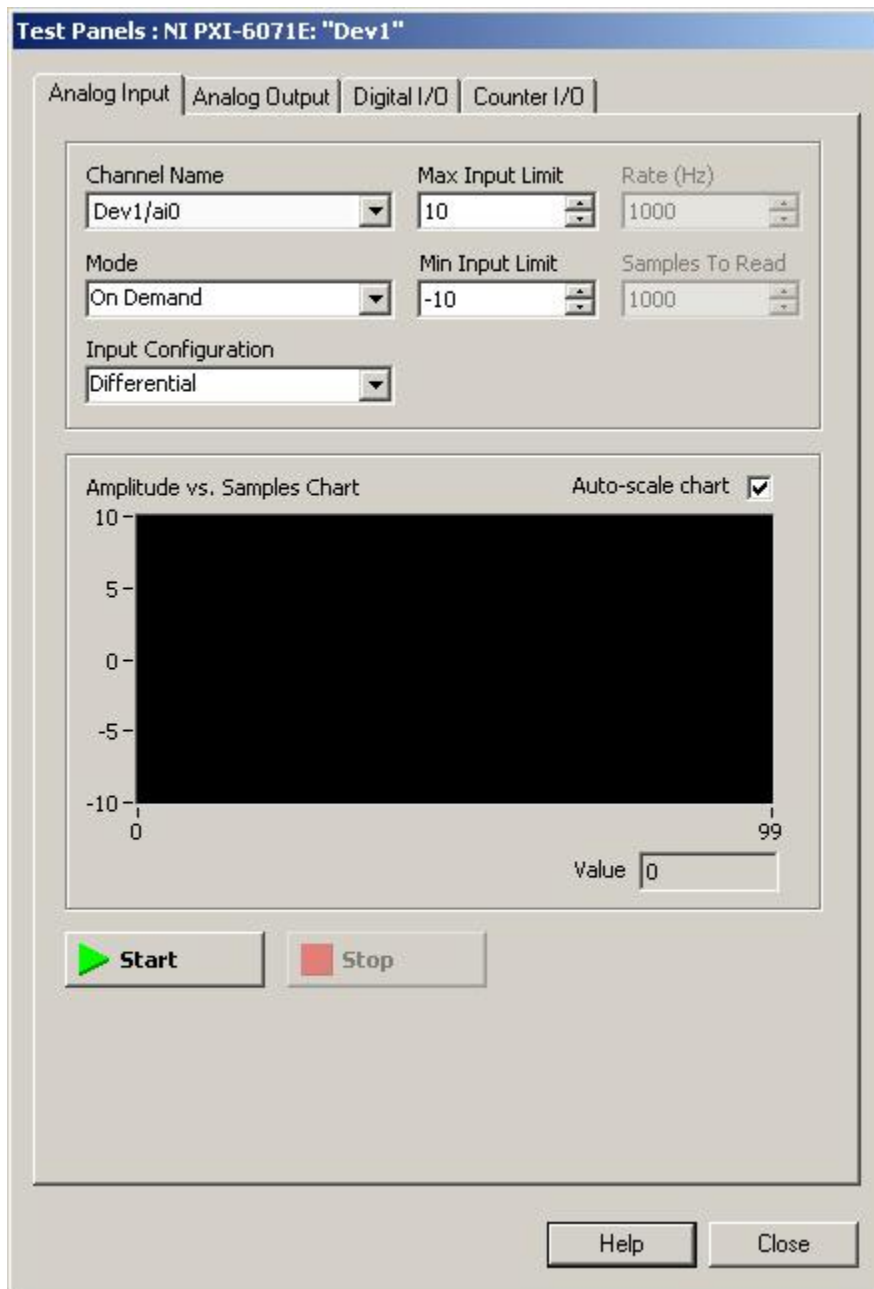 Test Panels : NI PXI-6071E: "Dev1"
Analog Input Analog Output Digital I/O Counter I/O
Channel Name Max Input Limit Rate (Hz)
Dev1/ai0 10 1000
Mode Min Input Limit Samples To Read
On Demand -10 1000
Input Configuration
Differential
Amplitude vs. Samples Chart Auto-scale chart
10
5
0
-5
-10
0 99
Value 0
Start Stop
Help Close